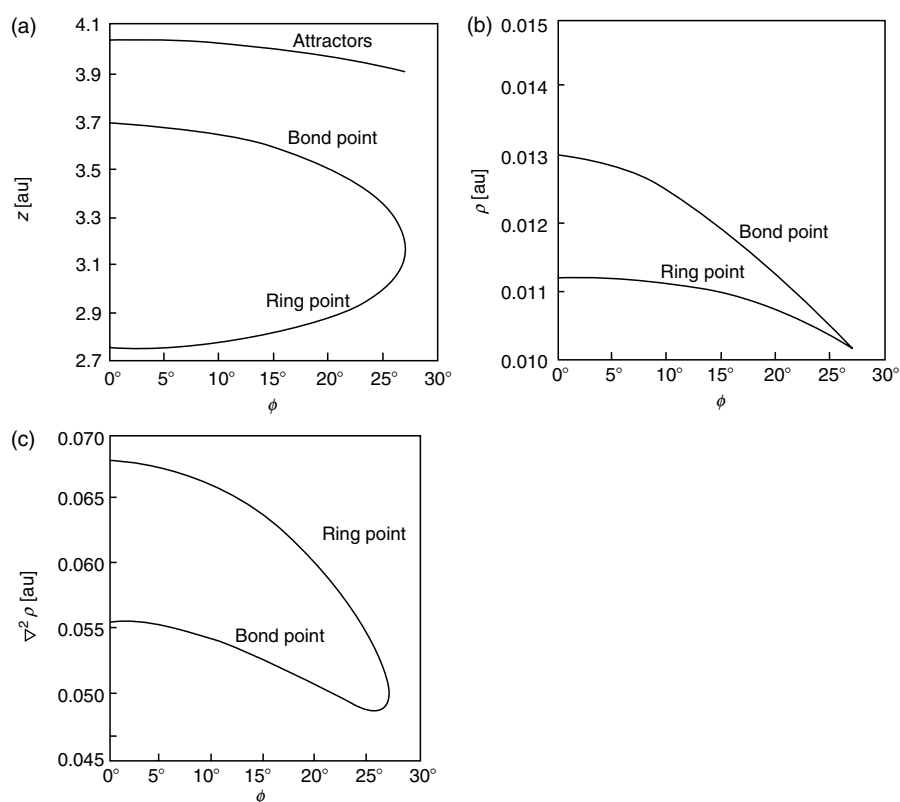 (a)
4.1
3.9
3.7
3.5
3.3
3.1
2.9
2.7
z [au]
Attractors
Bond point
Ring point
0° 5° 10° 15° 20° 25° 30°
ϕ
(b)
0.015
0.014
0.013
0.012
0.011
0.010
ρ [au]
Bond point
Ring point
0° 5° 10° 15° 20° 25° 30°
ϕ
(c)
0.070
0.065
0.060
0.055
0.050
0.045
∇² ρ [au]
Ring point
Bond point
0° 5° 10° 15° 20° 25° 30°
ϕ